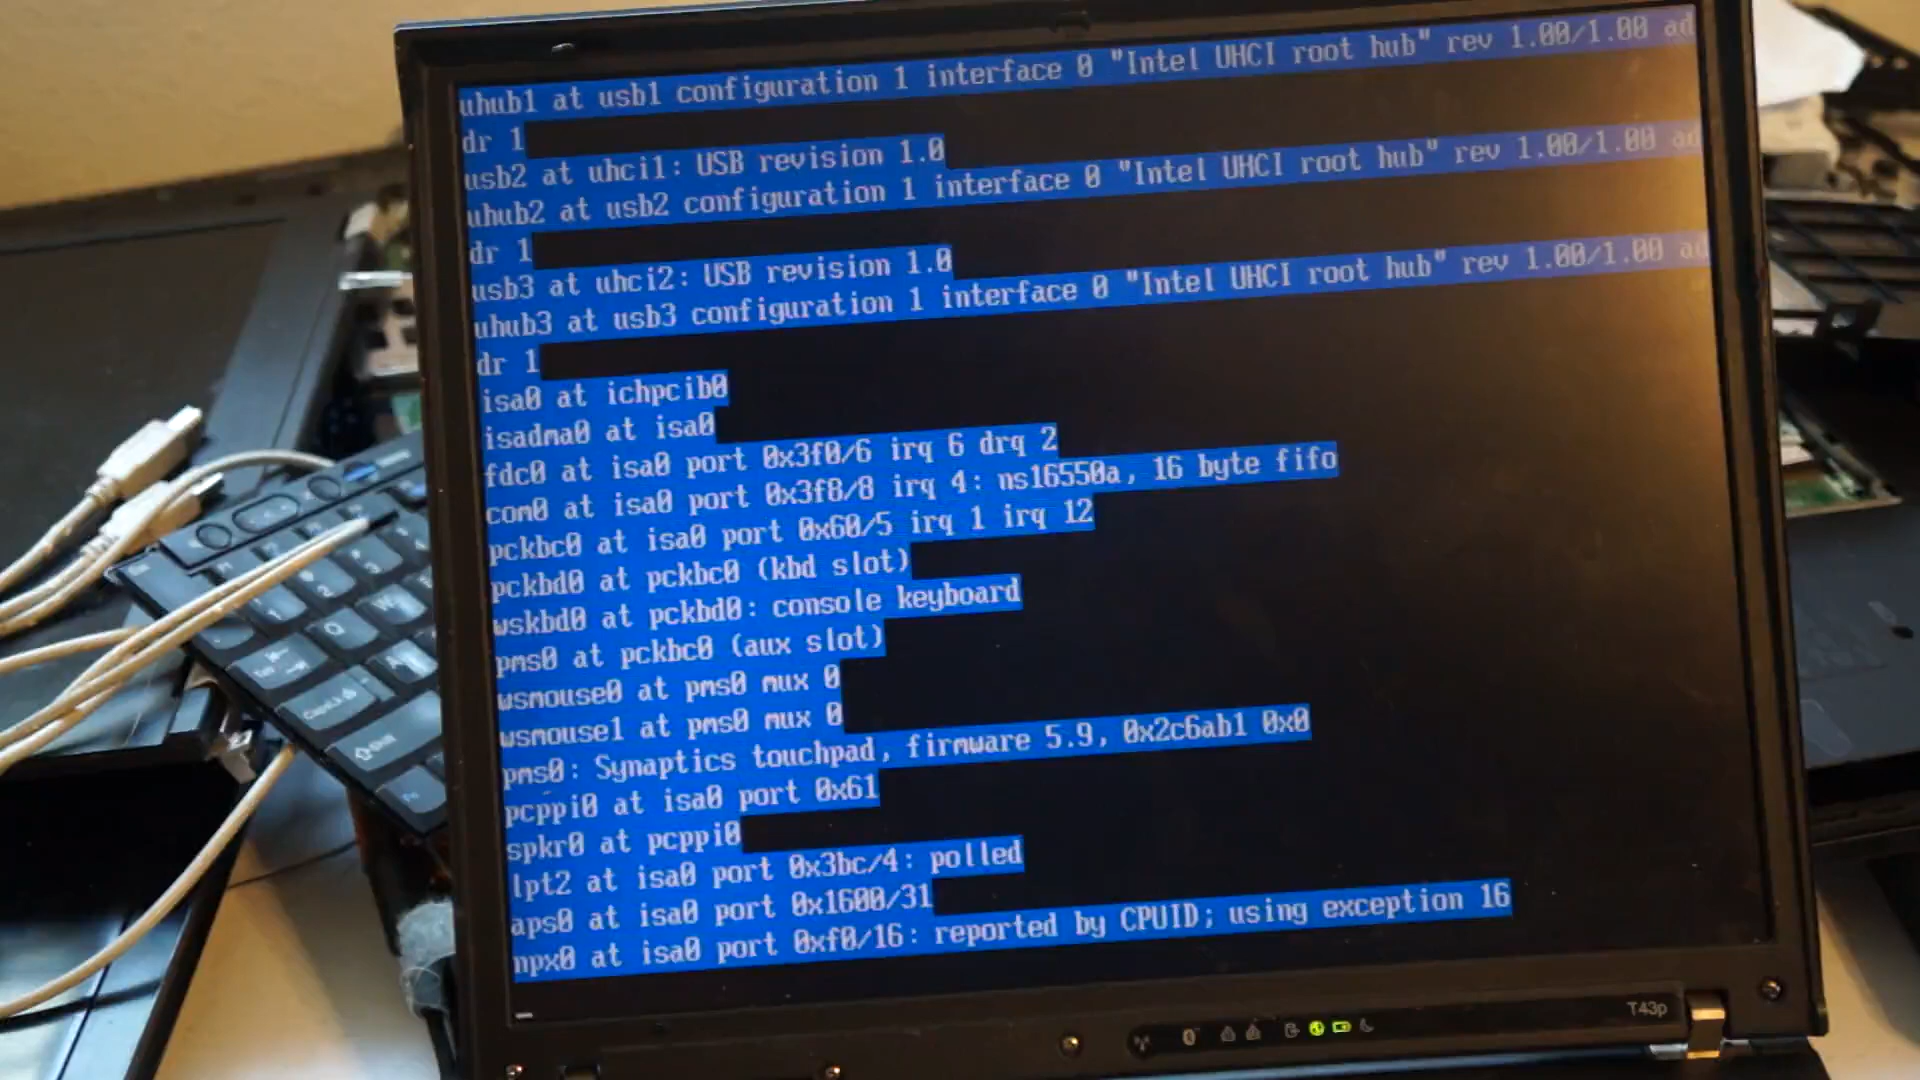 uhub1 at usb1 configuration 1 interface 0 "Intel UHCI root hub" rev 1.00/1.00 ad
dr 1
usb2 at uhci1: USB revision 1.0
uhub2 at usb2 configuration 1 interface 0 "Intel UHCI root hub" rev 1.00/1.00 ad
dr 1
usb3 at uhci2: USB revision 1.0
uhub3 at usb3 configuration 1 interface 0 "Intel UHCI root hub" rev 1.00/1.00 ad
dr 1
isa0 at ichpcib0
isadma0 at isa0
fdc0 at isa0 port 0x3f0/6 irq 6 drq 2
com0 at isa0 port 0x3f8/8 irq 4: ns16550a, 16 byte fifo
pckbc0 at isa0 port 0x60/5 irq 1 irq 12
pckbd0 at pckbc0 (kbd slot)
wskbd0 at pckbd0: console keyboard
pms0 at pckbc0 (aux slot)
wsmouse0 at pms0 mux 0
wsmouse1 at pms0 mux 0
pms0: Synaptics touchpad, firmware 5.9, 0x2c6ab1 0x0
pcppi0 at isa0 port 0x61
spkr0 at pcppi0
lpt2 at isa0 port 0x3bc/4: polled
aps0 at isa0 port 0x1600/31
npx0 at isa0 port 0xf0/16: reported by CPUID; using exception 16
T43p
1
2
3
Q
W
A
CapsLk
Shift
Fn